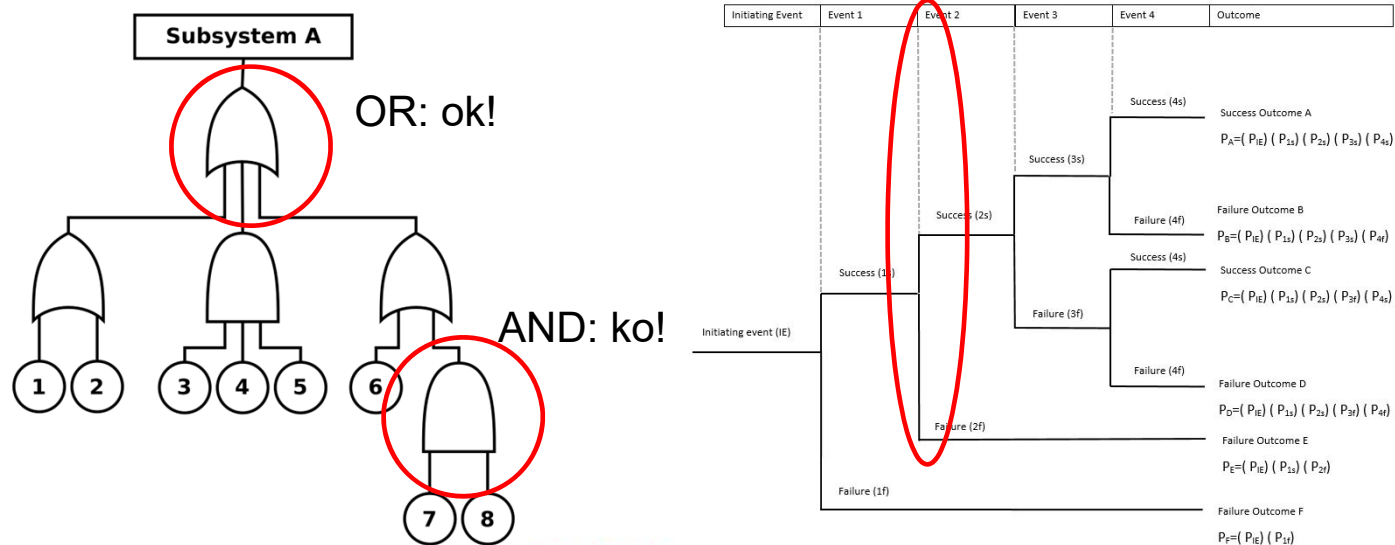 Subsystem A
OR: ok!
AND: ko!
1 2 3 4 5 6
7 8
Initiating Event Event 1 Event 2 Event 3 Event 4 Outcome
Success (4s)
Success Outcome A
PA=( PIE) ( P1s) ( P2s) ( P3s) ( P4s)
Success (3s)
Failure Outcome B
Failure (4f)
PB=( PIE) ( P1s) ( P2s) ( P3s) ( P4f)
Success (2s)
Success (4s)
Success Outcome C
Success (1s)
PC=( PIE) ( P1s) ( P2s) ( P3f) ( P4s)
Failure (3f)
Initiating event (IE)
Failure (4f)
Failure Outcome D
PD=( PIE) ( P1s) ( P2s) ( P3f) ( P4f)
Failure (2f)
Failure Outcome E
PE=( PIE) ( P1s) ( P2f)
Failure (1f)
Failure Outcome F
PF=( PIE) ( P1f)